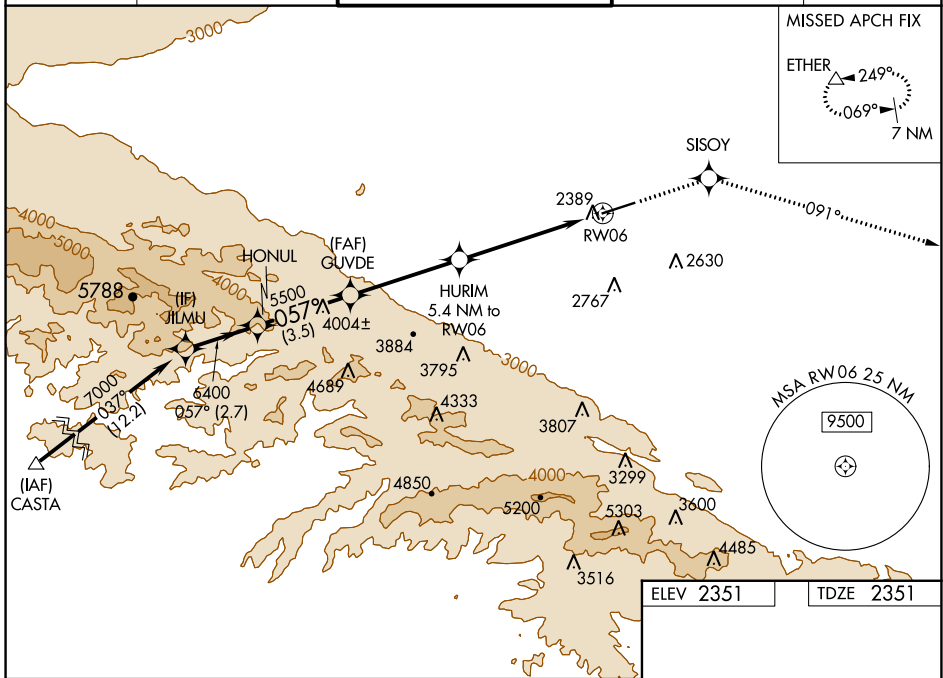 3000
MISSED APCH FIX
ETHER
249°
069°
7 NM
SISOY
2389
RW06
091°
4000
5000
HONUL
(FAF)
GUVDE
2630
5788
(IF)
JILMU
4000
5500
057°
(3.5)
4004±
HURIM
5.4 NM to
RW06
2767
3884
3795
3000
7000
037°
(12.2)
6400
057° (2.7)
4689
4333
3807
MSA RW06 25 NM
9500
(IAF)
CASTA
3299
4850
4000
5200
5303
3600
4485
3516
ELEV 2351
TDZE 2351